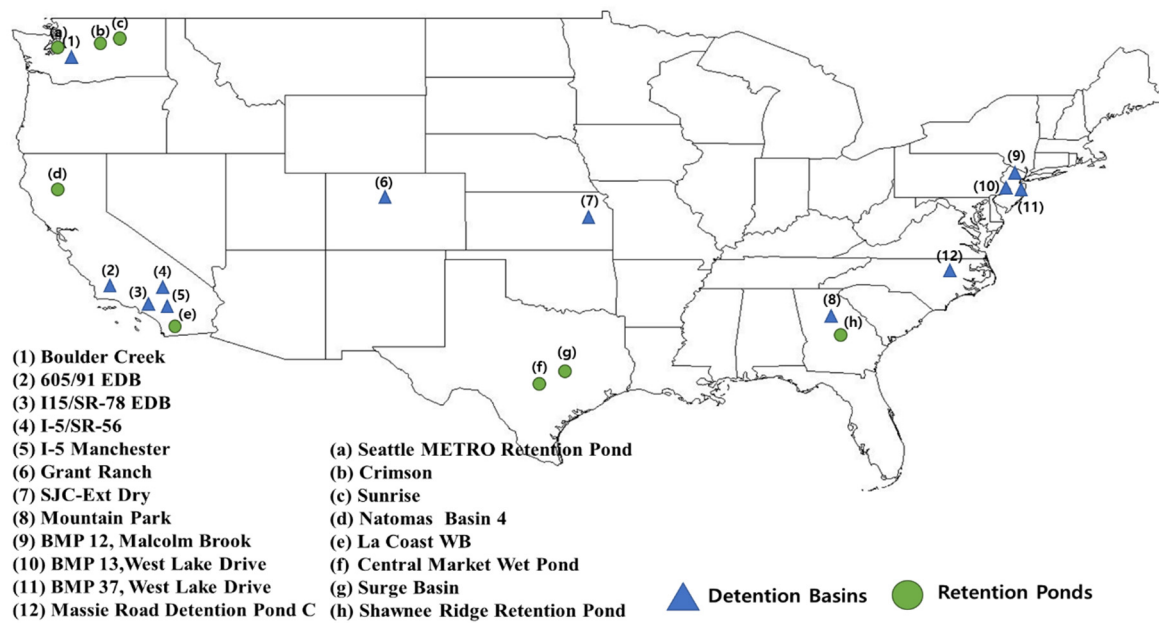 (a)
(b)
(c)
(1)
(d)
(6)
(7)
(9)
(10)
(11)
(12)
(2)
(4)
(3)
(5)
(e)
(8)
(h)
(f)
(g)
(1) Boulder Creek
(2) 605/91 EDB
(3) I15/SR-78 EDB
(4) I-5/SR-56
(5) I-5 Manchester
(6) Grant Ranch
(7) SJC-Ext Dry
(8) Mountain Park
(9) BMP 12, Malcolm Brook
(10) BMP 13,West Lake Drive
(11) BMP 37, West Lake Drive
(12) Massie Road Detention Pond C
(a) Seattle METRO Retention Pond
(b) Crimson
(c) Sunrise
(d) Natomas Basin 4
(e) La Coast WB
(f) Central Market Wet Pond
(g) Surge Basin
(h) Shawnee Ridge Retention Pond
Detention Basins
Retention Ponds